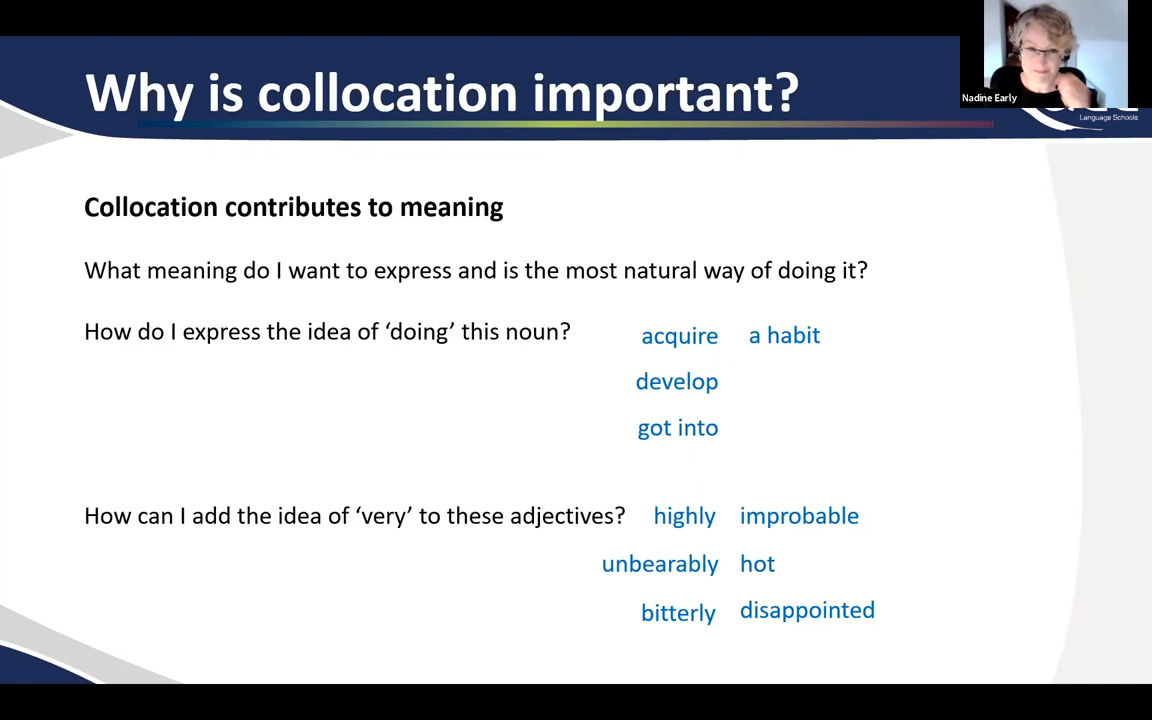 Why is collocation important?
Nadine Early
Language Schools
Collocation contributes to meaning
What meaning do I want to express and is the most natural way of doing it?
How do I express the idea of ‘doing’ this noun? acquire a habit
develop
got into
How can I add the idea of ‘very’ to these adjectives? highly improbable
unbearably hot
bitterly disappointed